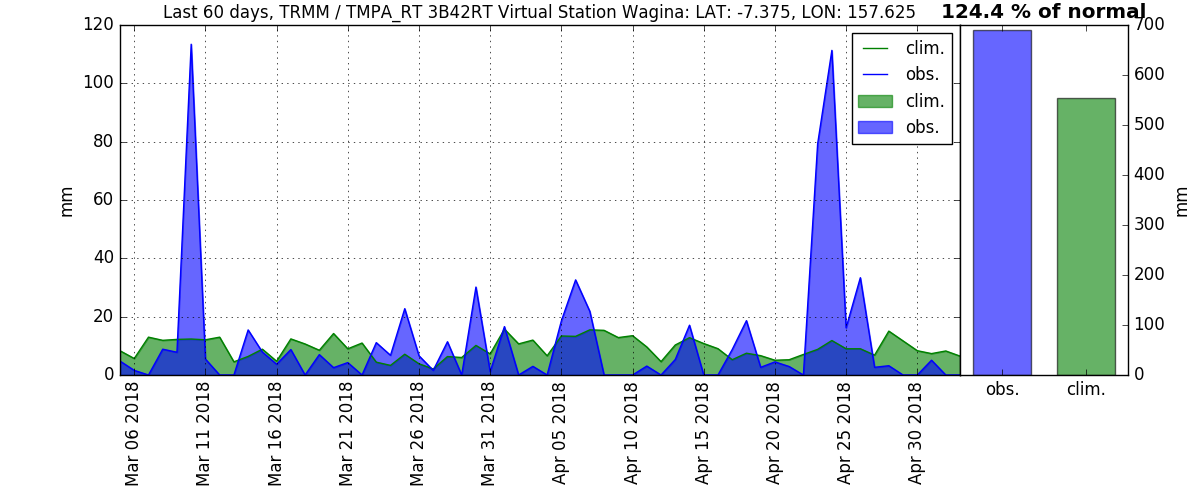 Last 60 days, TRMM / TMPA_RT 3B42RT Virtual Station Wagina: LAT: -7.375, LON: 157.625
124.4 % of normal
120
100
80
60
40
20
0
mm
clim.
obs.
clim.
obs.
700
600
500
400
300
200
100
0
mm
Mar 06 2018
Mar 11 2018
Mar 16 2018
Mar 21 2018
Mar 26 2018
Mar 31 2018
Apr 05 2018
Apr 10 2018
Apr 15 2018
Apr 20 2018
Apr 25 2018
Apr 30 2018
obs.
clim.